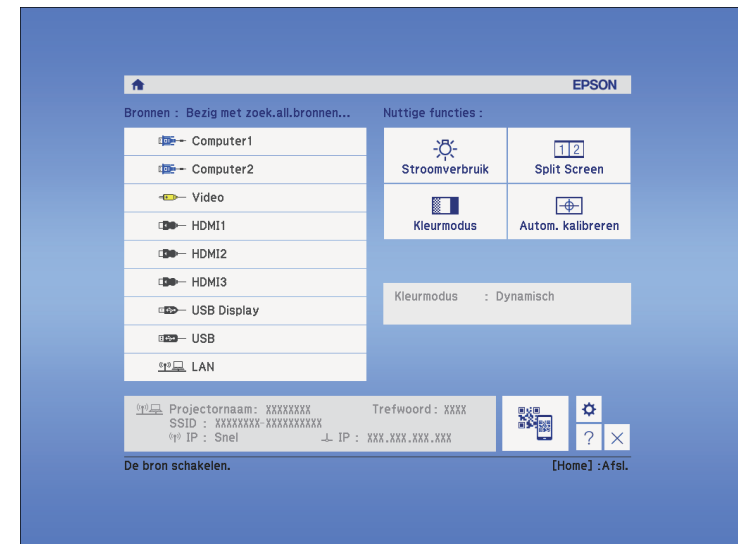 EPSON
Bronnen : Bezig met zoek.all.bronnen...
Computer1
Computer2
Video
HDMI1
HDMI2
HDMI3
USB Display
USB
LAN
Nuttige functies :
Stroomverbruik
1 2
Split Screen
Kleurmodus
Autom. kalibreren
Kleurmodus : Dynamisch
Projectornaam: XXXXXXXX Trefwoord : XXXX
SSID : XXXXXXXX-XXXXXXXXXX
IP : Snel IP : XXX.XXX.XXX.XXX
?
De bron schakelen. [Home] :Afsl.